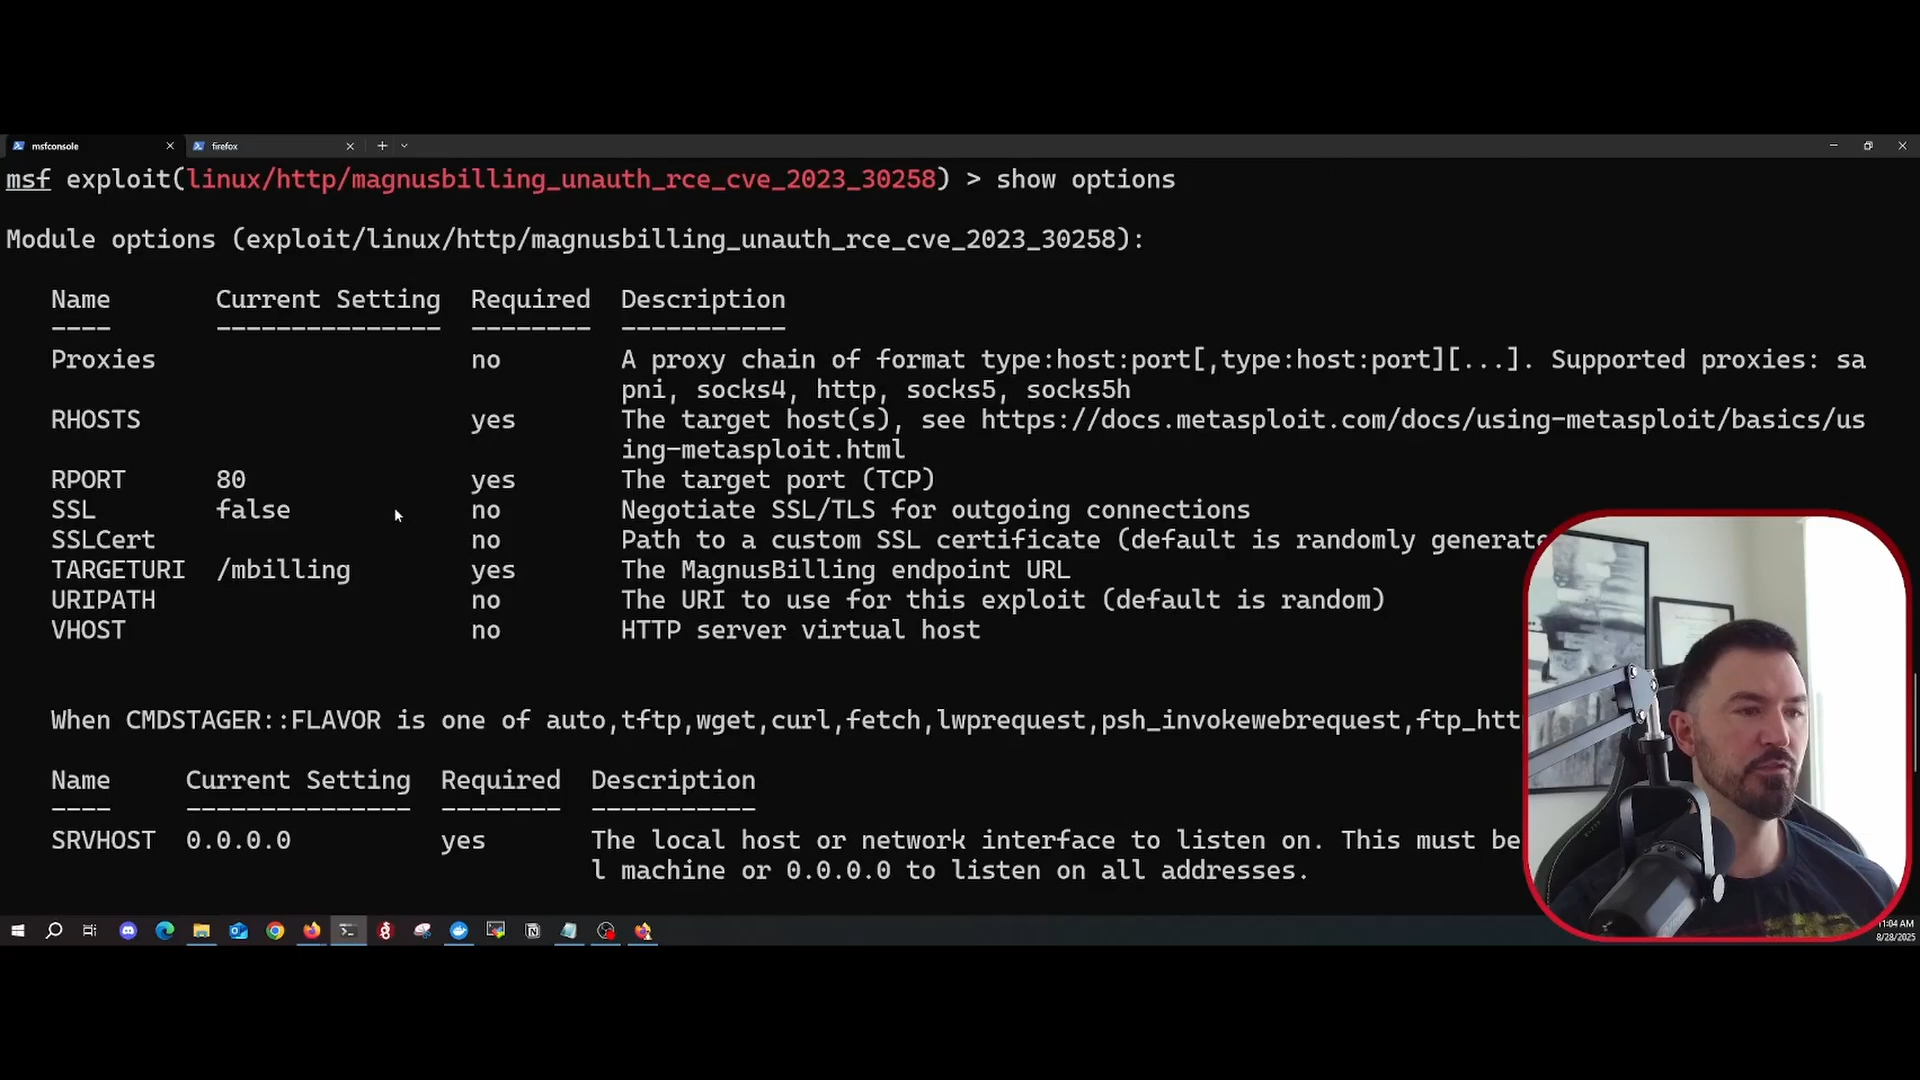 msfconsole
firefox
msf exploit(linux/http/magnusbilling_unauth_rce_cve_2023_30258) > show options
Module options (exploit/linux/http/magnusbilling_unauth_rce_cve_2023_30258):
Name Current Setting Required Description
---- --------------- -------- -----------
Proxies no A proxy chain of format type:host:port[,type:host:port][...]. Supported proxies: sa
pni, socks4, http, socks5, socks5h
RHOSTS yes The target host(s), see https://docs.metasploit.com/docs/using-metasploit/basics/us
ing-metasploit.html
RPORT 80 yes The target port (TCP)
SSL false no Negotiate SSL/TLS for outgoing connections
SSLCert no Path to a custom SSL certificate (default is randomly generate
TARGETURI /mbilling yes The MagnusBilling endpoint URL
URIPATH no The URI to use for this exploit (default is random)
VHOST no HTTP server virtual host
When CMDSTAGER::FLAVOR is one of auto,tftp,wget,curl,fetch,lwprequest,psh_invokewebrequest,ftp_htt
Name Current Setting Required Description
---- --------------- -------- -----------
SRVHOST 0.0.0.0 yes The local host or network interface to listen on. This must be
l machine or 0.0.0.0 to listen on all addresses.
11:04 AM
8/28/2025